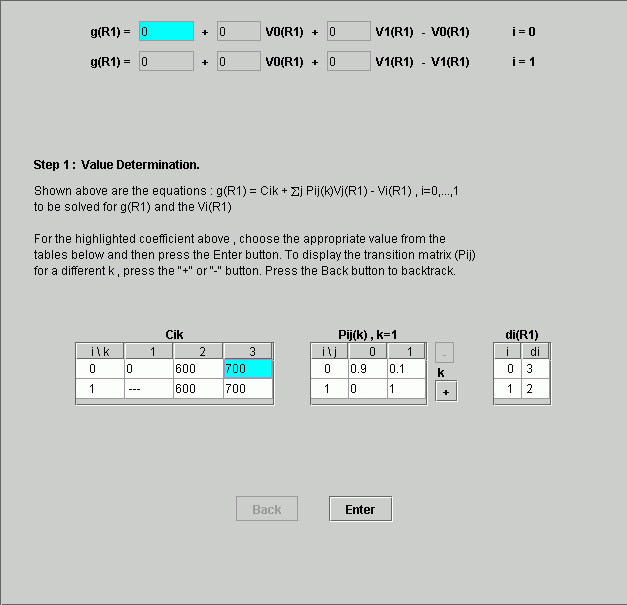 g(R1) = 0 + 0 V0(R1) + 0 V1(R1) - V0(R1) i = 0
g(R1) = 0 + 0 V0(R1) + 0 V1(R1) - V1(R1) i = 1
Step 1 : Value Determination.
Shown above are the equations : g(R1) = Cik + Σj Pij(k)Vj(R1) - Vi(R1) , i=0,...,1
to be solved for g(R1) and the Vi(R1)
For the highlighted coefficient above , choose the appropriate value from the
tables below and then press the Enter button. To display the transition matrix (Pij)
for a different k , press the "+" or "-" button. Press the Back button to backtrack.
Cik
i \ k 1 2 3
0 0 600 700
1 --- 600 700
Pij(k) , k=1
i \ j 0 1
0 0.9 0.1
1 0 1
-
k
+
di(R1)
i di
0 3
1 2
Back Enter